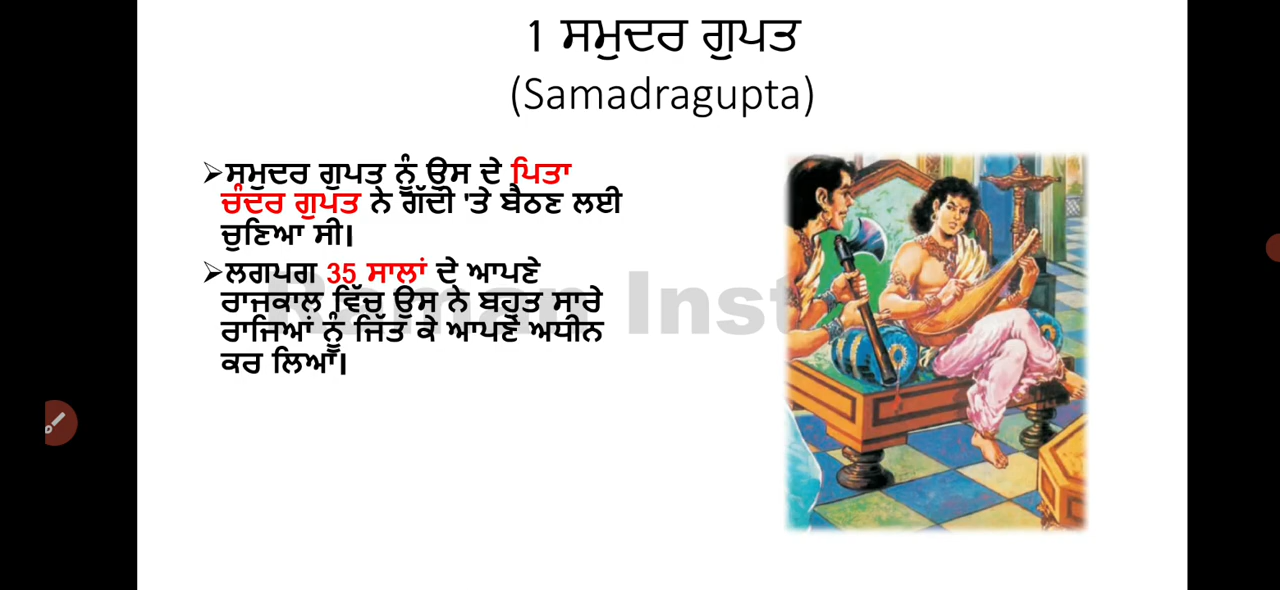 1 ਸਮੁਦਰ ਗੁਪਤ
(Samadragupta)
➢ਸਮੁਦਰ ਗੁਪਤ ਨੂੰ ਉਸ ਦੇ ਪਿਤਾ
ਚੰਦਰ ਗੁਪਤ ਨੇ ਗੱਦੀ 'ਤੇ ਬੈਠਣ ਲਈ
ਚੁਣਿਆ ਸੀ।
➢ਲਗਪਗ 35 ਸਾਲਾਂ ਦੇ ਆਪਣੇ
ਰਾਜਕਾਲ ਵਿੱਚ ਉਸ ਨੇ ਬਹੁਤ ਸਾਰੇ
ਰਾਜਿਆਂ ਨੂੰ ਜਿੱਤ ਕੇ ਆਪਣੇ ਅਧੀਨ
ਕਰ ਲਿਆ।